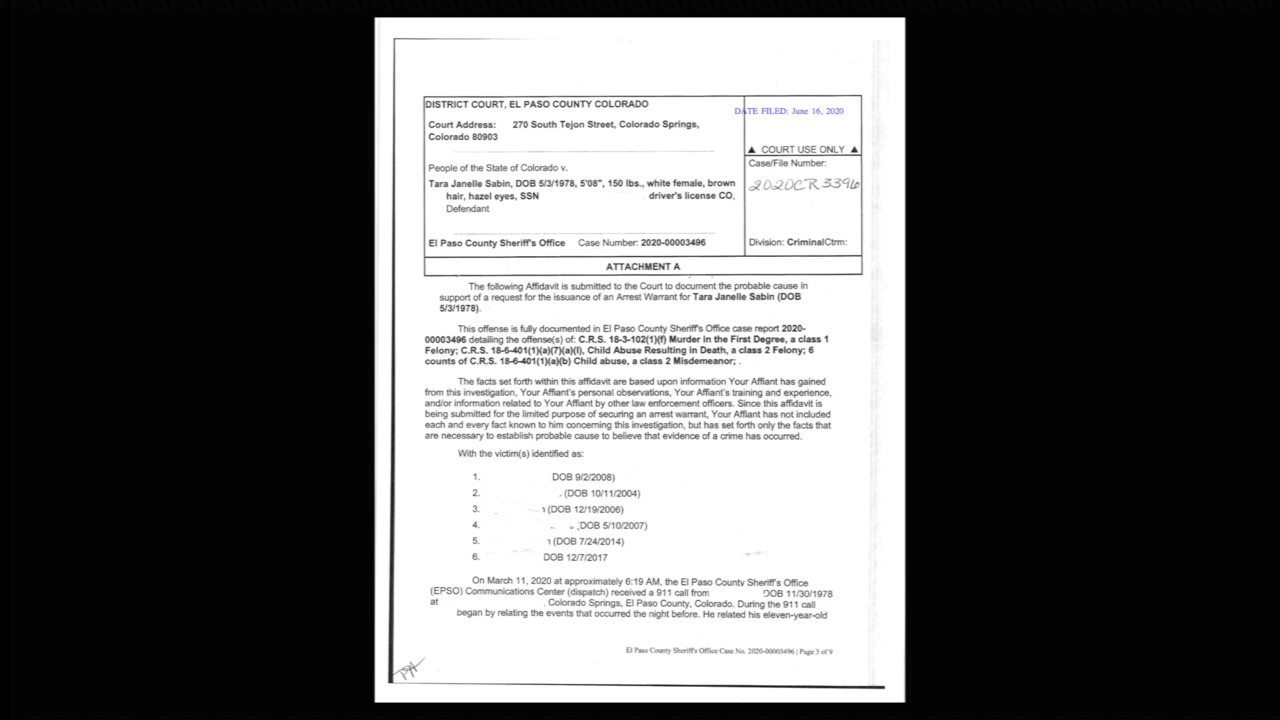 DISTRICT COURT, EL PASO COUNTY COLORADO
Court Address: 270 South Tejon Street, Colorado Springs,
Colorado 80903
People of the State of Colorado v.
Tara Janelle Sabin, DOB 5/3/1978, 5'08", 150 lbs., white female, brown
hair, hazel eyes, SSN driver's license CO,
Defendant
El Paso County Sheriff's Office Case Number: 2020-00003496
DATE FILED: June 16, 2020
▲ COURT USE ONLY ▲
Case/File Number:
2020CR3396
Division: CriminalCtrm:
ATTACHMENT A
The following Affidavit is submitted to the Court to document the probable cause in
support of a request for the issuance of an Arrest Warrant for Tara Janelle Sabin (DOB
5/3/1978).
This offense is fully documented in El Paso County Sheriff's Office case report 2020-
00003496 detailing the offense(s) of: C.R.S. 18-3-102(1)(f) Murder in the First Degree, a class 1
Felony; C.R.S. 18-6-401(1)(a)(7)(a)(I), Child Abuse Resulting in Death, a class 2 Felony; 6
counts of C.R.S. 18-6-401(1)(a)(b) Child abuse, a class 2 Misdemeanor; .
The facts set forth within this affidavit are based upon information Your Affiant has gained
from this investigation, Your Affiant's personal observations, Your Affiant's training and experience,
and/or information related to Your Affiant by other law enforcement officers. Since this affidavit is
being submitted for the limited purpose of securing an arrest warrant, Your Affiant has not included
each and every fact known to him concerning this investigation, but has set forth only the facts that
are necessary to establish probable cause to believe that evidence of a crime has occurred.
With the victim(s) identified as:
1. DOB 9/2/2008)
2. (DOB 10/11/2004)
3. (DOB 12/19/2006)
4. DOB 5/10/2007)
5. (DOB 7/24/2014)
6. DOB 12/7/2017
On March 11, 2020 at approximately 6:19 AM, the El Paso County Sheriff's Office
(EPSO) Communications Center (dispatch) received a 911 call from DOB 11/30/1978
at , Colorado Springs, El Paso County, Colorado. During the 911 call
began by relating the events that occurred the night before. He related his eleven-year-old
El Paso County Sheriff's Office Case No. 2020-00003496 | Page 3 of 9